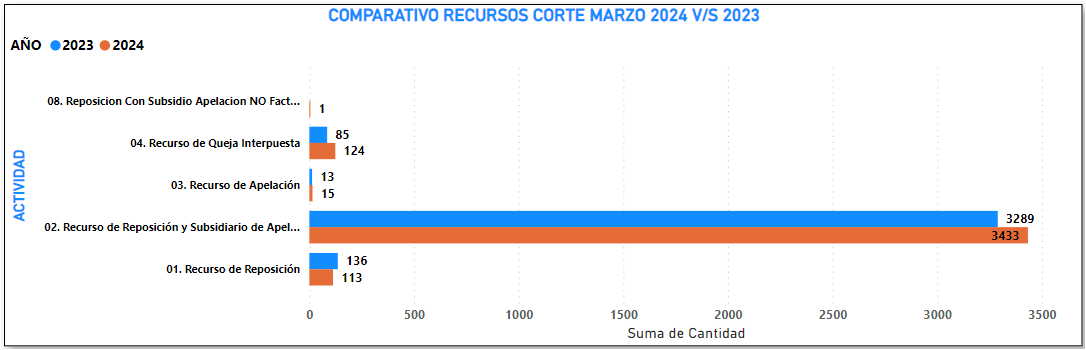 COMPARATIVO RECURSOS CORTE MARZO 2024 V/S 2023
AÑO 2023 2024
08. Reposicion Con Subsidio Apelacion NO Fact...
1
04. Recurso de Queja Interpuesta
85
124
03. Recurso de Apelación
13
15
02. Recurso de Reposición y Subsidiario de Apel...
3289
3433
01. Recurso de Reposición
136
113
ACTIVIDAD
0 500 1000 1500 2000 2500 3000 3500
Suma de Cantidad